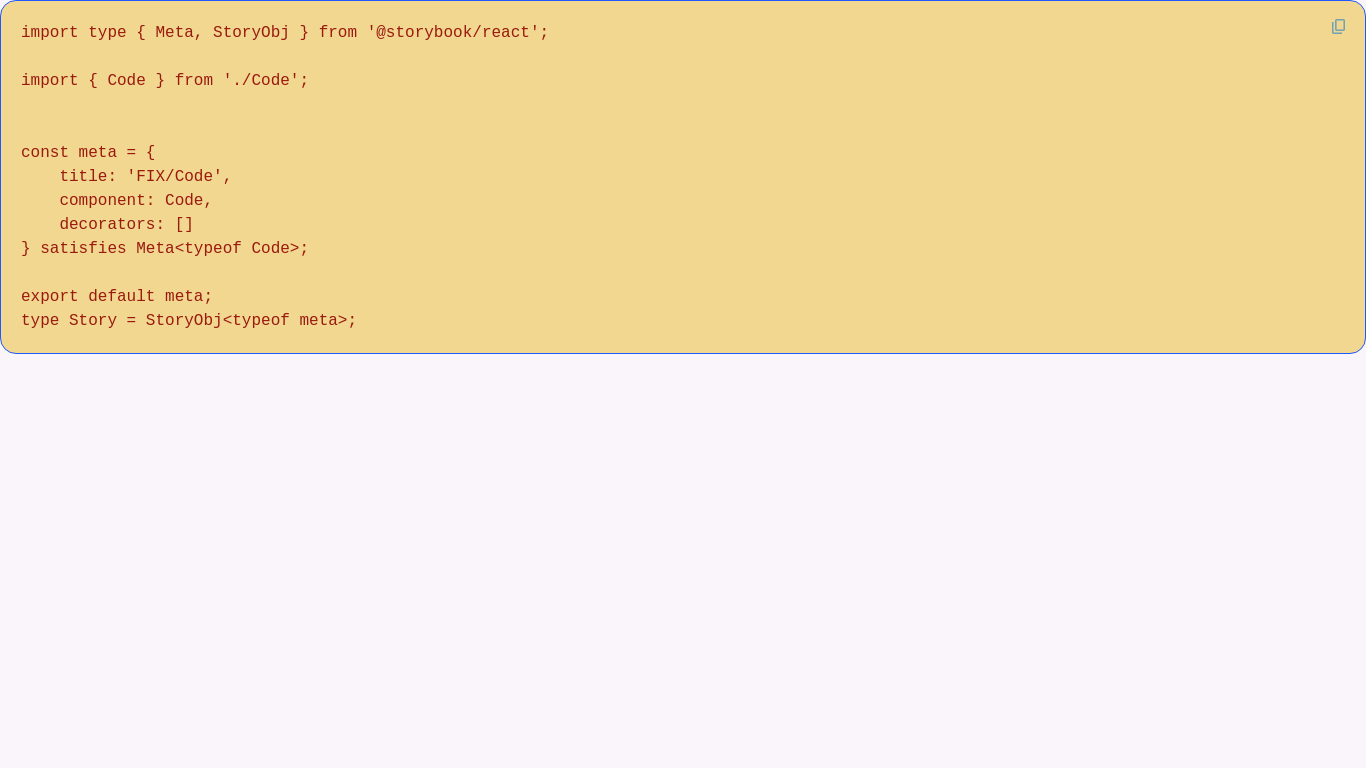 import type { Meta, StoryObj } from '@storybook/react';
import { Code } from './Code';
const meta = {
    title: 'FIX/Code',
    component: Code,
    decorators: []
} satisfies Meta<typeof Code>;
export default meta;
type Story = StoryObj<typeof meta>;